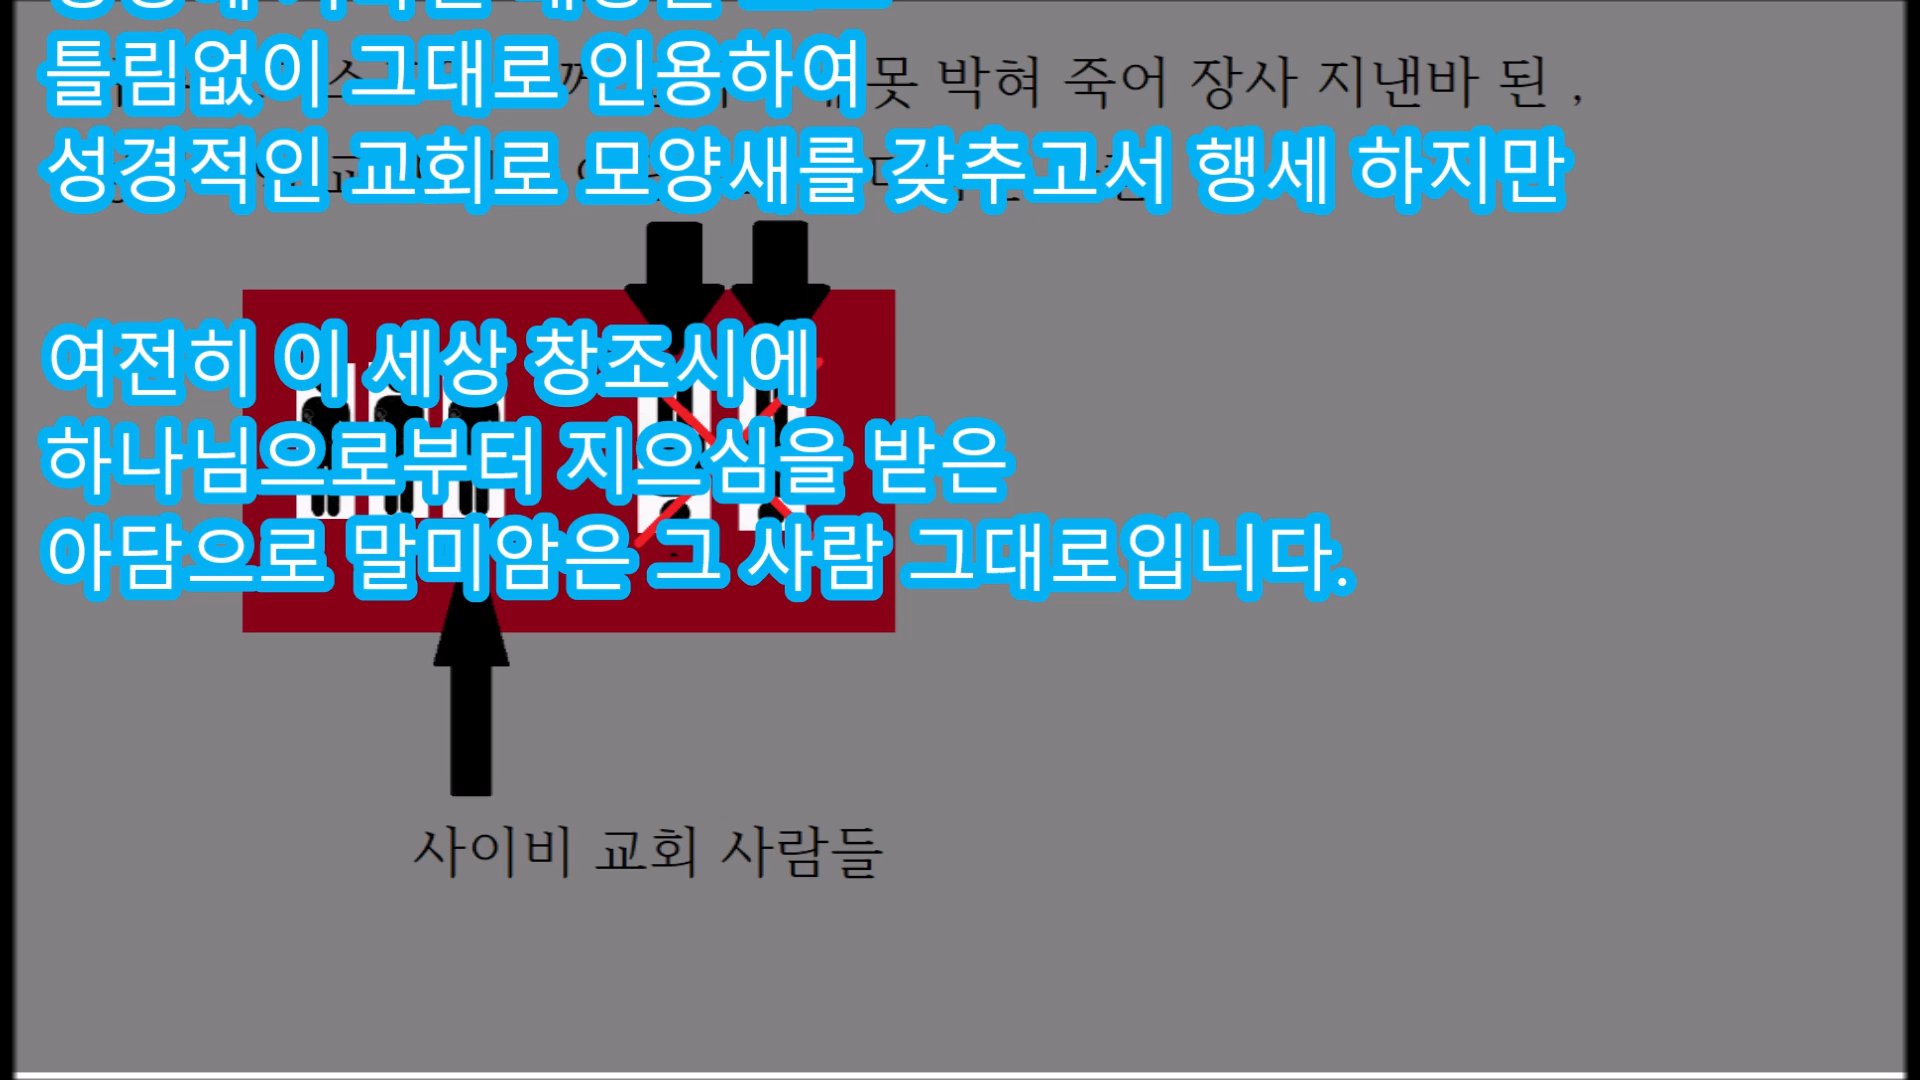 틀림없이 그대로 인용하여
못 박혀 죽어 장사 지낸바 된 ,
성경적인 교회로 모양새를 갖추고서 행세 하지만
여전히 이 세상 창조시에
하나님으로부터 지으심을 받은
아담으로 말미암은 그 사람 그대로입니다.
사이비 교회 사람들